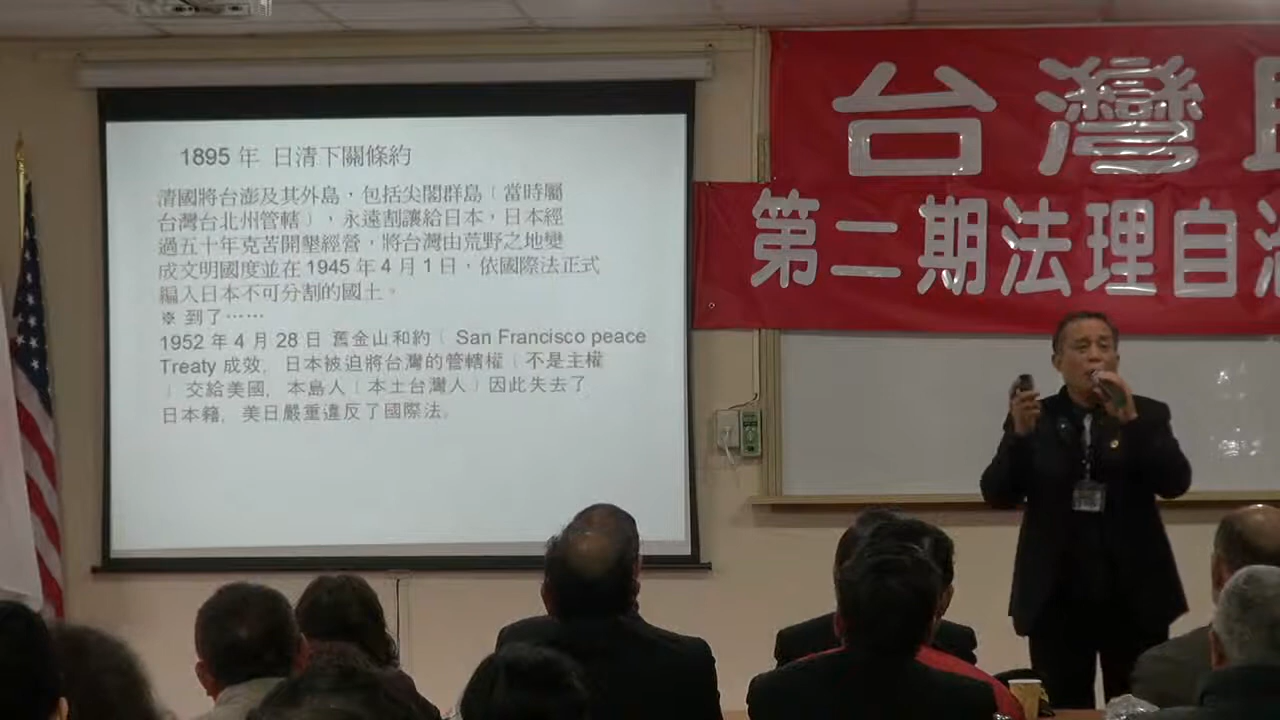 1895 年 日清下關條約
清國將台澎及其外島，包括尖閣群島﹝當時屬
台灣台北州管轄﹞，永遠割讓給日本，日本經
過五十年克苦開墾經營，將台灣由荒野之地變
成文明國度並在 1945 年 4 月 1 日，依國際法正式
編入日本不可分割的國土。
※ 到了……
1952 年 4 月 28 日 舊金山和約﹝ San Francisco peace
Treaty 成效，日本被迫將台灣的管轄權﹝不是主權
﹞交給美國，本島人﹝本土台灣人﹞因此失去了
日本籍，美日嚴重違反了國際法。
台灣
第二期法理自